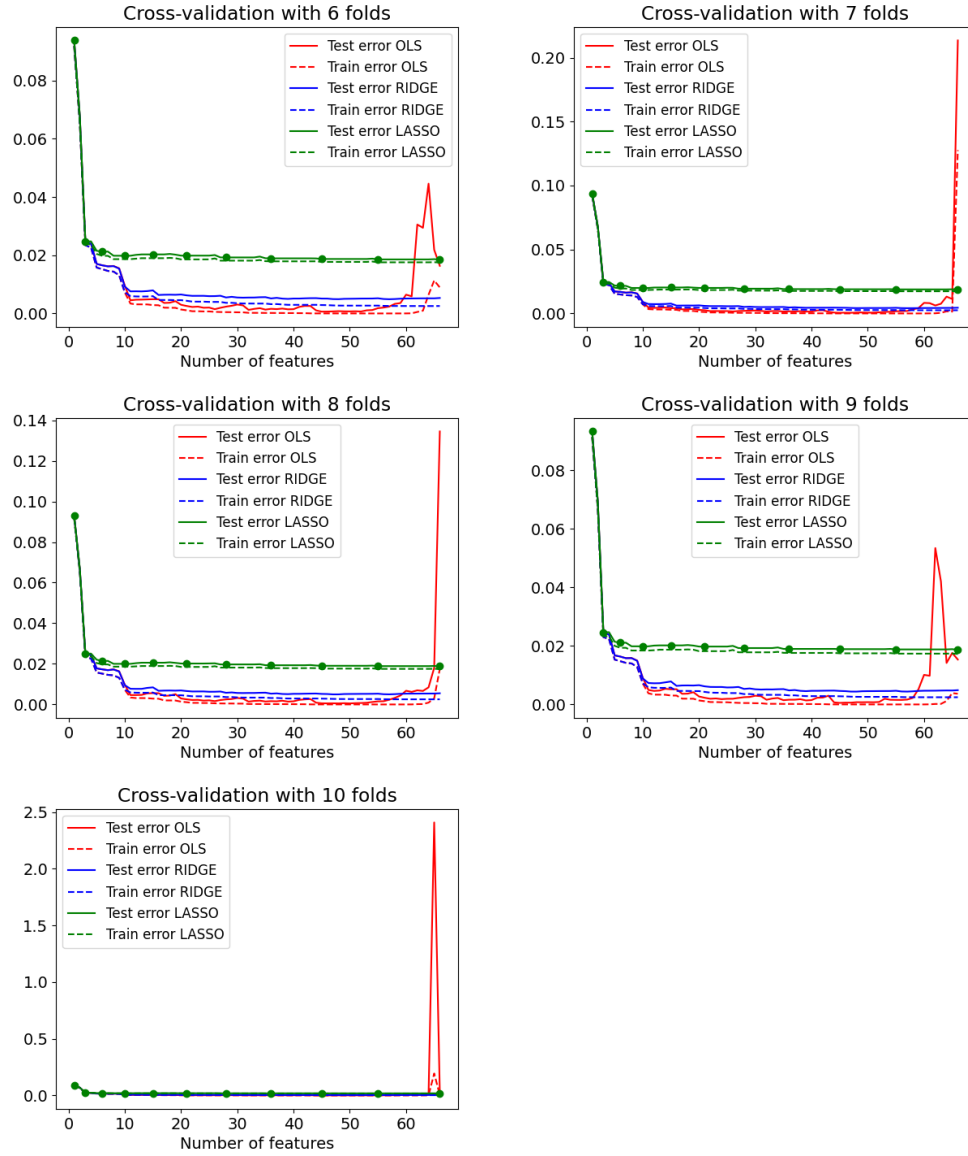 Cross-validation with 6 folds
0.08
0.06
0.04
0.02
0.00
Test error OLS
Train error OLS
Test error RIDGE
Train error RIDGE
Test error LASSO
Train error LASSO
0 10 20 30 40 50 60
Number of features
Cross-validation with 7 folds
0.20
0.15
0.10
0.05
0.00
Test error OLS
Train error OLS
Test error RIDGE
Train error RIDGE
Test error LASSO
Train error LASSO
0 10 20 30 40 50 60
Number of features
Cross-validation with 8 folds
0.14
0.12
0.10
0.08
0.06
0.04
0.02
0.00
Test error OLS
Train error OLS
Test error RIDGE
Train error RIDGE
Test error LASSO
Train error LASSO
0 10 20 30 40 50 60
Number of features
Cross-validation with 9 folds
0.08
0.06
0.04
0.02
0.00
Test error OLS
Train error OLS
Test error RIDGE
Train error RIDGE
Test error LASSO
Train error LASSO
0 10 20 30 40 50 60
Number of features
Cross-validation with 10 folds
2.5
2.0
1.5
1.0
0.5
0.0
Test error OLS
Train error OLS
Test error RIDGE
Train error RIDGE
Test error LASSO
Train error LASSO
0 10 20 30 40 50 60
Number of features